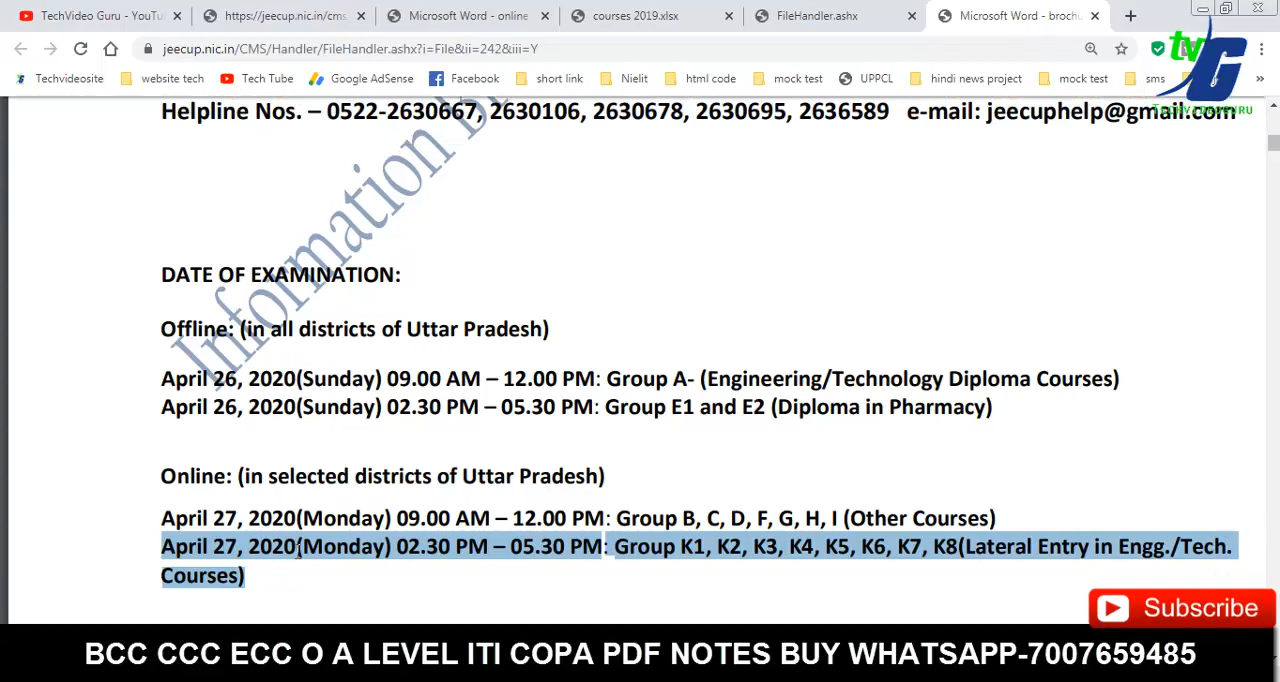 TechVideo Guru - YouTu
https://jeecup.nic.in/cms
Microsoft Word - online
courses 2019.xlsx
FileHandler.ashx
Microsoft Word - brochu
jeecup.nic.in/CMS/Handler/FileHandler.ashx?i=File&ii=242&iii=Y
Techvideosite
website tech
Tech Tube
Google AdSense
Facebook
short link
Nielit
html code
mock test
UPPCL
hindi news project
mock test
sms
tv G
TECHVIDEOGURU
Helpline Nos. – 0522-2630667, 2630106, 2630678, 2630695, 2636589 e-mail: jeecuphelp@gmail.com
Information B
DATE OF EXAMINATION:
Offline: (in all districts of Uttar Pradesh)
April 26, 2020(Sunday) 09.00 AM – 12.00 PM: Group A- (Engineering/Technology Diploma Courses)
April 26, 2020(Sunday) 02.30 PM – 05.30 PM: Group E1 and E2 (Diploma in Pharmacy)
Online: (in selected districts of Uttar Pradesh)
April 27, 2020(Monday) 09.00 AM – 12.00 PM: Group B, C, D, F, G, H, I (Other Courses)
April 27, 2020(Monday) 02.30 PM – 05.30 PM: Group K1, K2, K3, K4, K5, K6, K7, K8(Lateral Entry in Engg./Tech.
Courses)
Subscribe
BCC CCC ECC O A LEVEL ITI COPA PDF NOTES BUY WHATSAPP-7007659485